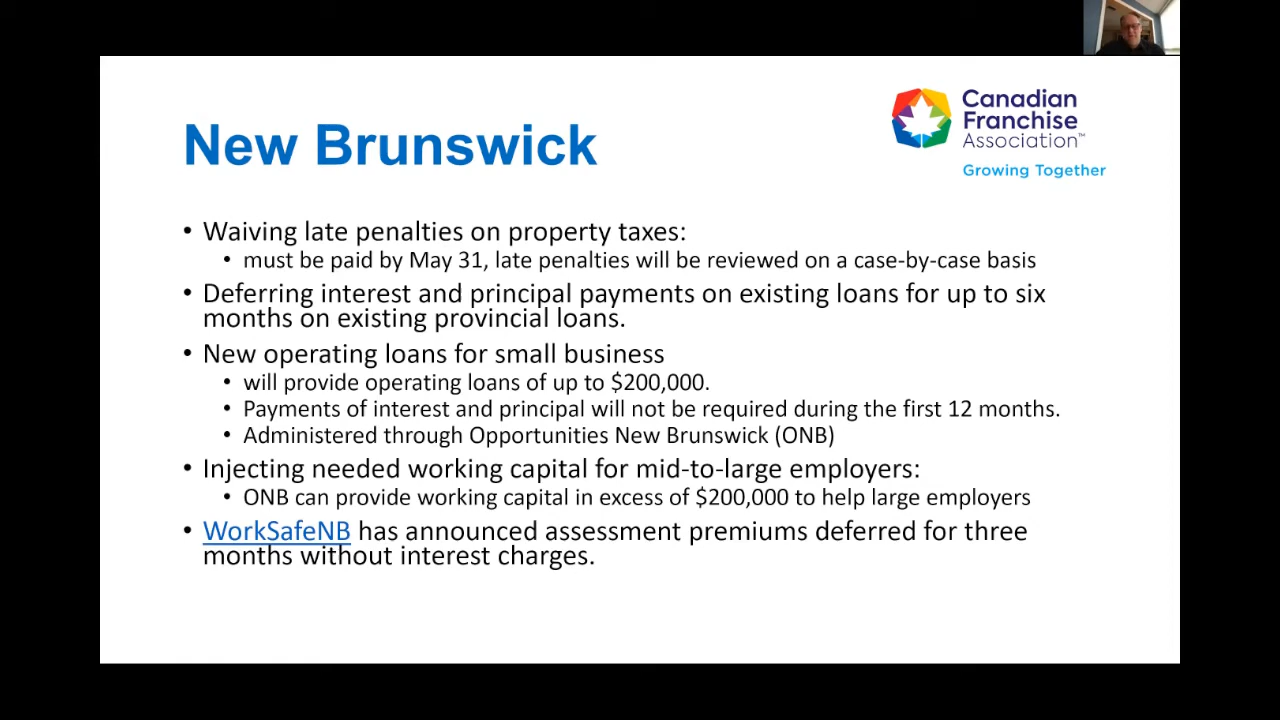 Canadian
Franchise
Association™
Growing Together
New Brunswick
• Waiving late penalties on property taxes:
• must be paid by May 31, late penalties will be reviewed on a case-by-case basis
• Deferring interest and principal payments on existing loans for up to six
months on existing provincial loans.
• New operating loans for small business
• will provide operating loans of up to $200,000.
• Payments of interest and principal will not be required during the first 12 months.
• Administered through Opportunities New Brunswick (ONB)
• Injecting needed working capital for mid-to-large employers:
• ONB can provide working capital in excess of $200,000 to help large employers
• WorkSafeNB has announced assessment premiums deferred for three
months without interest charges.